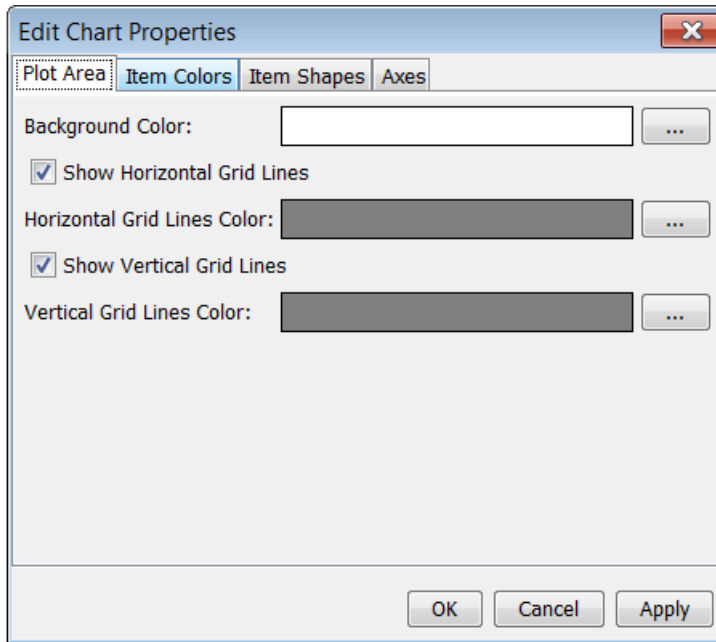 Edit Chart Properties
Plot Area Item Colors Item Shapes Axes
Background Color: ...
Show Horizontal Grid Lines
Horizontal Grid Lines Color: ...
Show Vertical Grid Lines
Vertical Grid Lines Color: ...
OK Cancel Apply